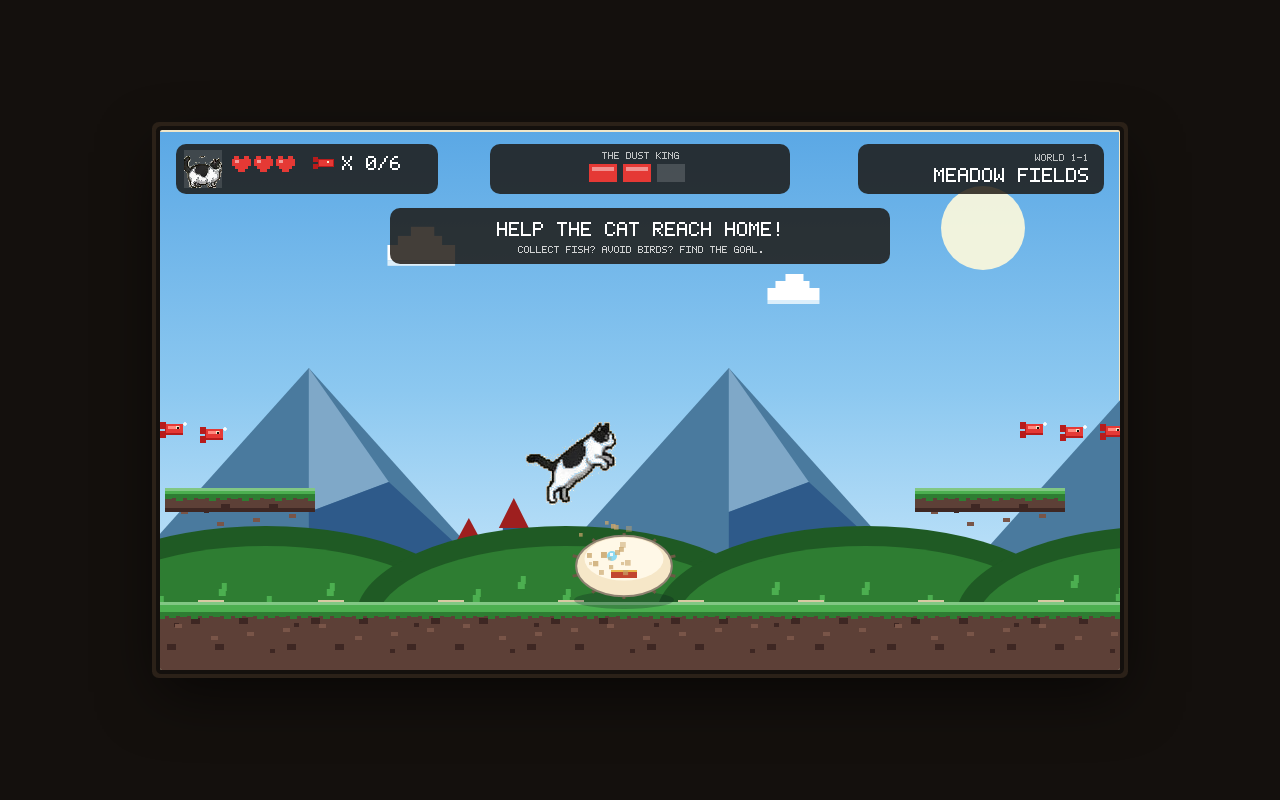 X 0/6
THE DUST KING
WORLD 1-1
MEADOW FIELDS
HELP THE CAT REACH HOME!
COLLECT FISH? AVOID BIRDS? FIND THE GOAL.